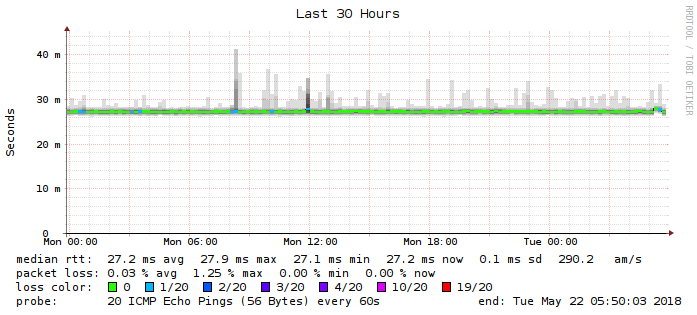 Last 30 Hours
RRDTOOL / TOBI OETIKER
Seconds
40 m
30 m
20 m
10 m
0
Mon 00:00 Mon 06:00 Mon 12:00 Mon 18:00 Tue 00:00
median rtt: 27.2 ms avg 27.9 ms max 27.1 ms min 27.2 ms now 0.1 ms sd 290.2 am/s
packet loss: 0.03 % avg 1.25 % max 0.00 % min 0.00 % now
loss color: 0 1/20 2/20 3/20 4/20 10/20 19/20
probe: 20 ICMP Echo Pings (56 Bytes) every 60s end: Tue May 22 05:50:03 2018